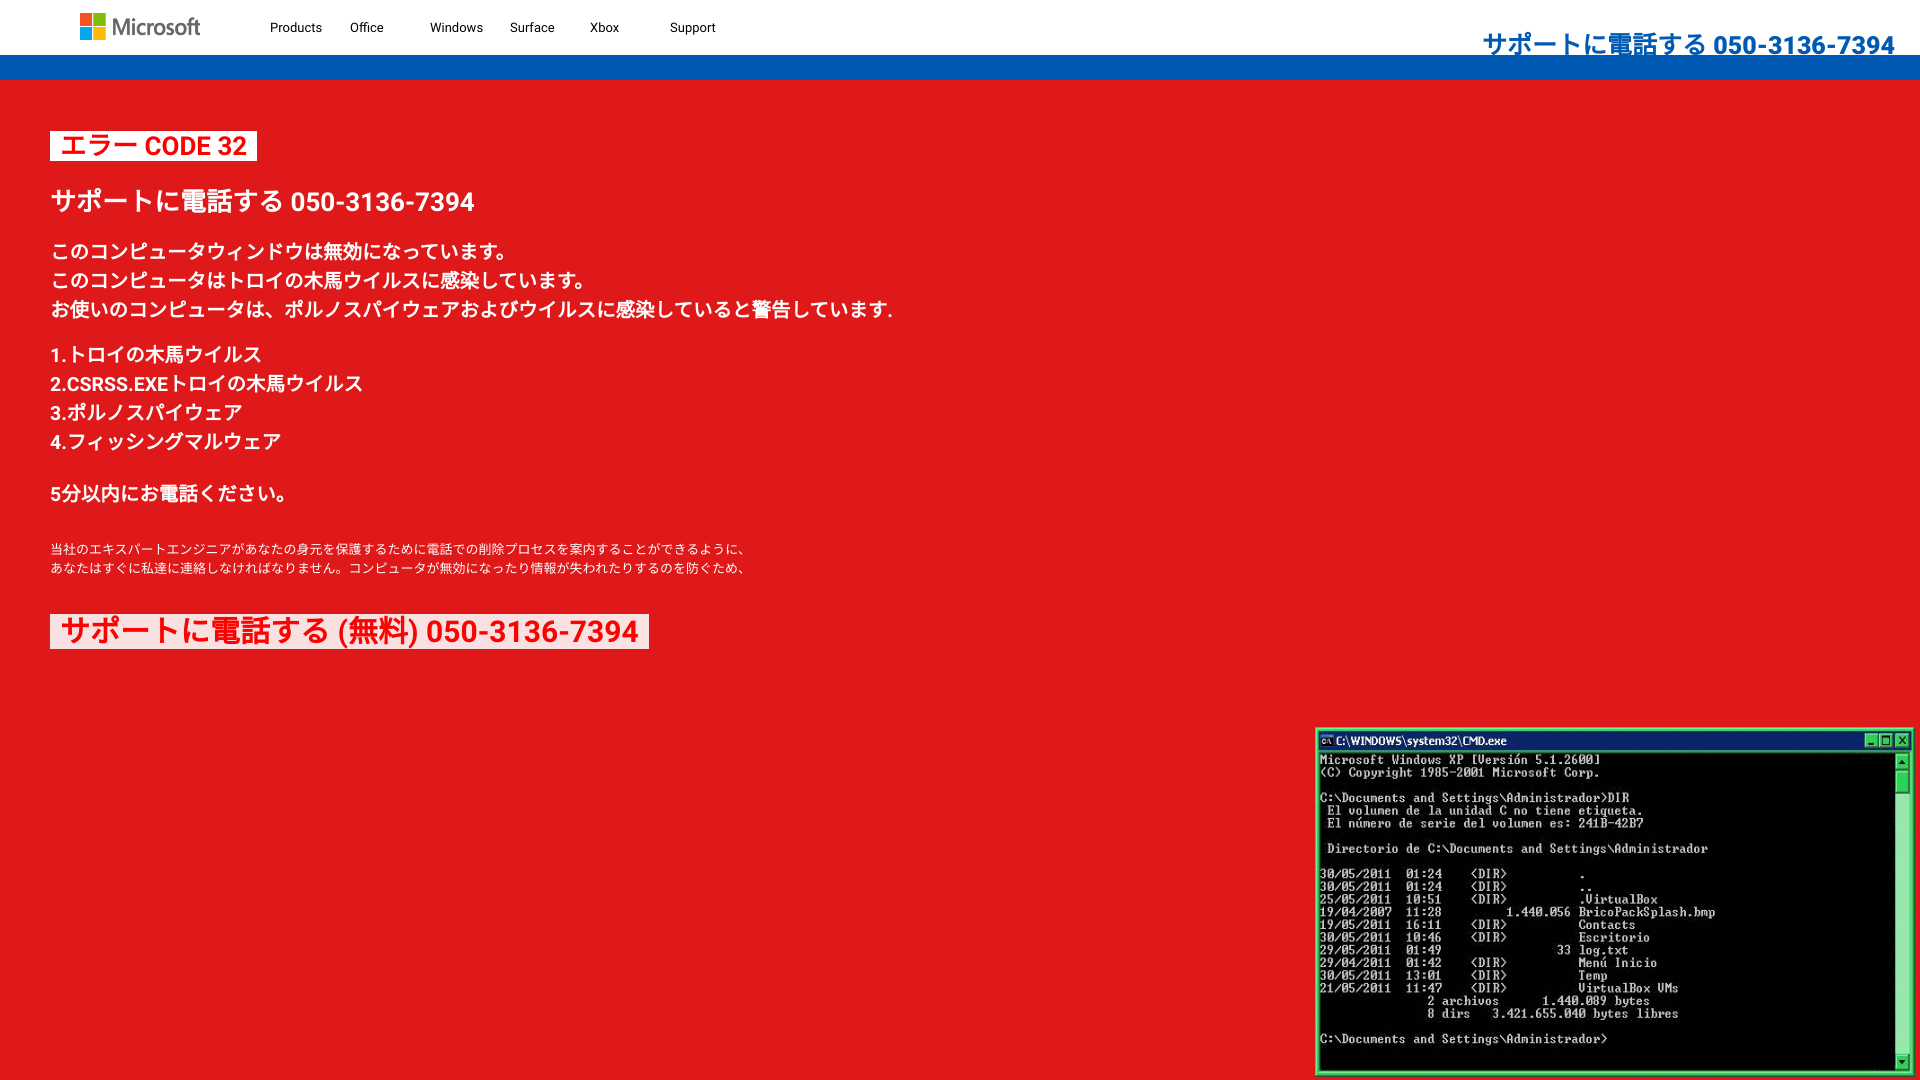 Microsoft
Products Office Windows Surface Xbox Support
サポートに電話する 050-3136-7394
エラー CODE 32
サポートに電話する 050-3136-7394
このコンピュータウィンドウは無効になっています。
このコンピュータはトロイの木馬ウイルスに感染しています。
お使いのコンピュータは、ポルノスパイウェアおよびウイルスに感染していると警告しています.
1.トロイの木馬ウイルス
2.CSRSS.EXEトロイの木馬ウイルス
3.ポルノスパイウェア
4.フィッシングマルウェア
5分以内にお電話ください。
当社のエキスパートエンジニアがあなたの身元を保護するために電話での削除プロセスを案内することができるように、
あなたはすぐに私達に連絡しなければなりません。コンピュータが無効になったり情報が失われたりするのを防ぐため、
サポートに電話する (無料) 050-3136-7394
C:\WINDOWS\system32\CMD.exe
Microsoft Windows XP [Versión 5.1.2600]
(C) Copyright 1985-2001 Microsoft Corp.
C:\Documents and Settings\Administrador>DIR
El volumen de la unidad C no tiene etiqueta.
El número de serie del volumen es: 241B-42B7
Directorio de C:\Documents and Settings\Administrador
30/05/2011 01:24 <DIR> .
30/05/2011 01:24 <DIR> ..
25/05/2011 10:51 <DIR> .VirtualBox
19/04/2007 11:28 1.440.056 BricoPackSplash.bmp
19/05/2011 16:11 <DIR> Contacts
30/05/2011 10:46 <DIR> Escritorio
29/05/2011 01:49 33 log.txt
29/04/2011 01:42 <DIR> Menú Inicio
30/05/2011 13:01 <DIR> Temp
21/05/2011 11:47 <DIR> VirtualBox VMs
2 archivos 1.440.089 bytes
8 dirs 3.421.655.040 bytes libres
C:\Documents and Settings\Administrador>